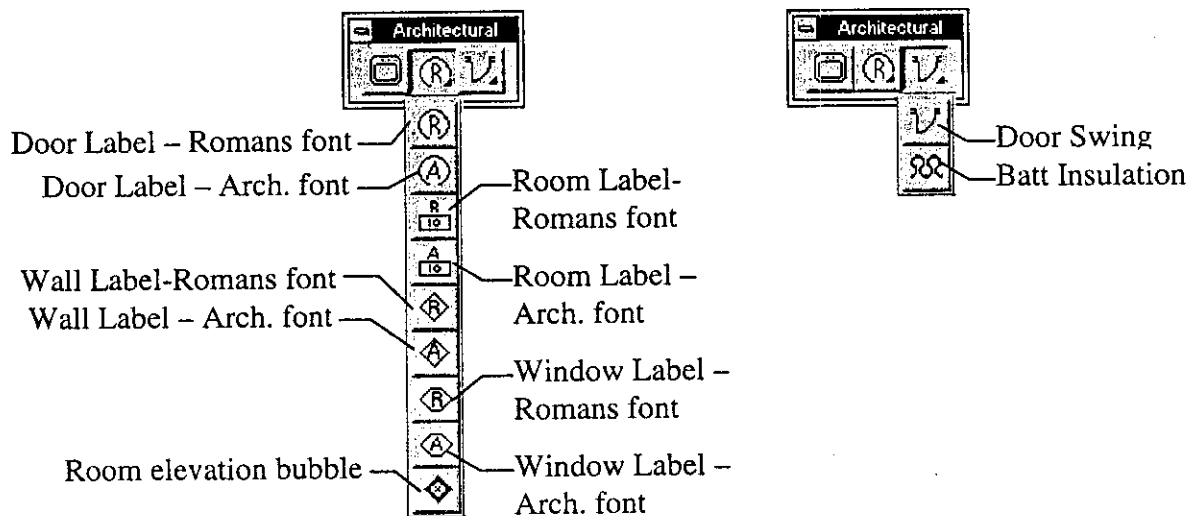 Architectural
Architectural
R
R
Door Label – Romans font
R
Door Label – Arch. font
A
Room Label-
Romans font
R
10
Room Label –
Arch. font
A
10
Wall Label-Romans font
R
Wall Label – Arch. font
A
Window Label –
Romans font
R
Window Label –
Arch. font
A
Room elevation bubble
Door Swing
Batt Insulation